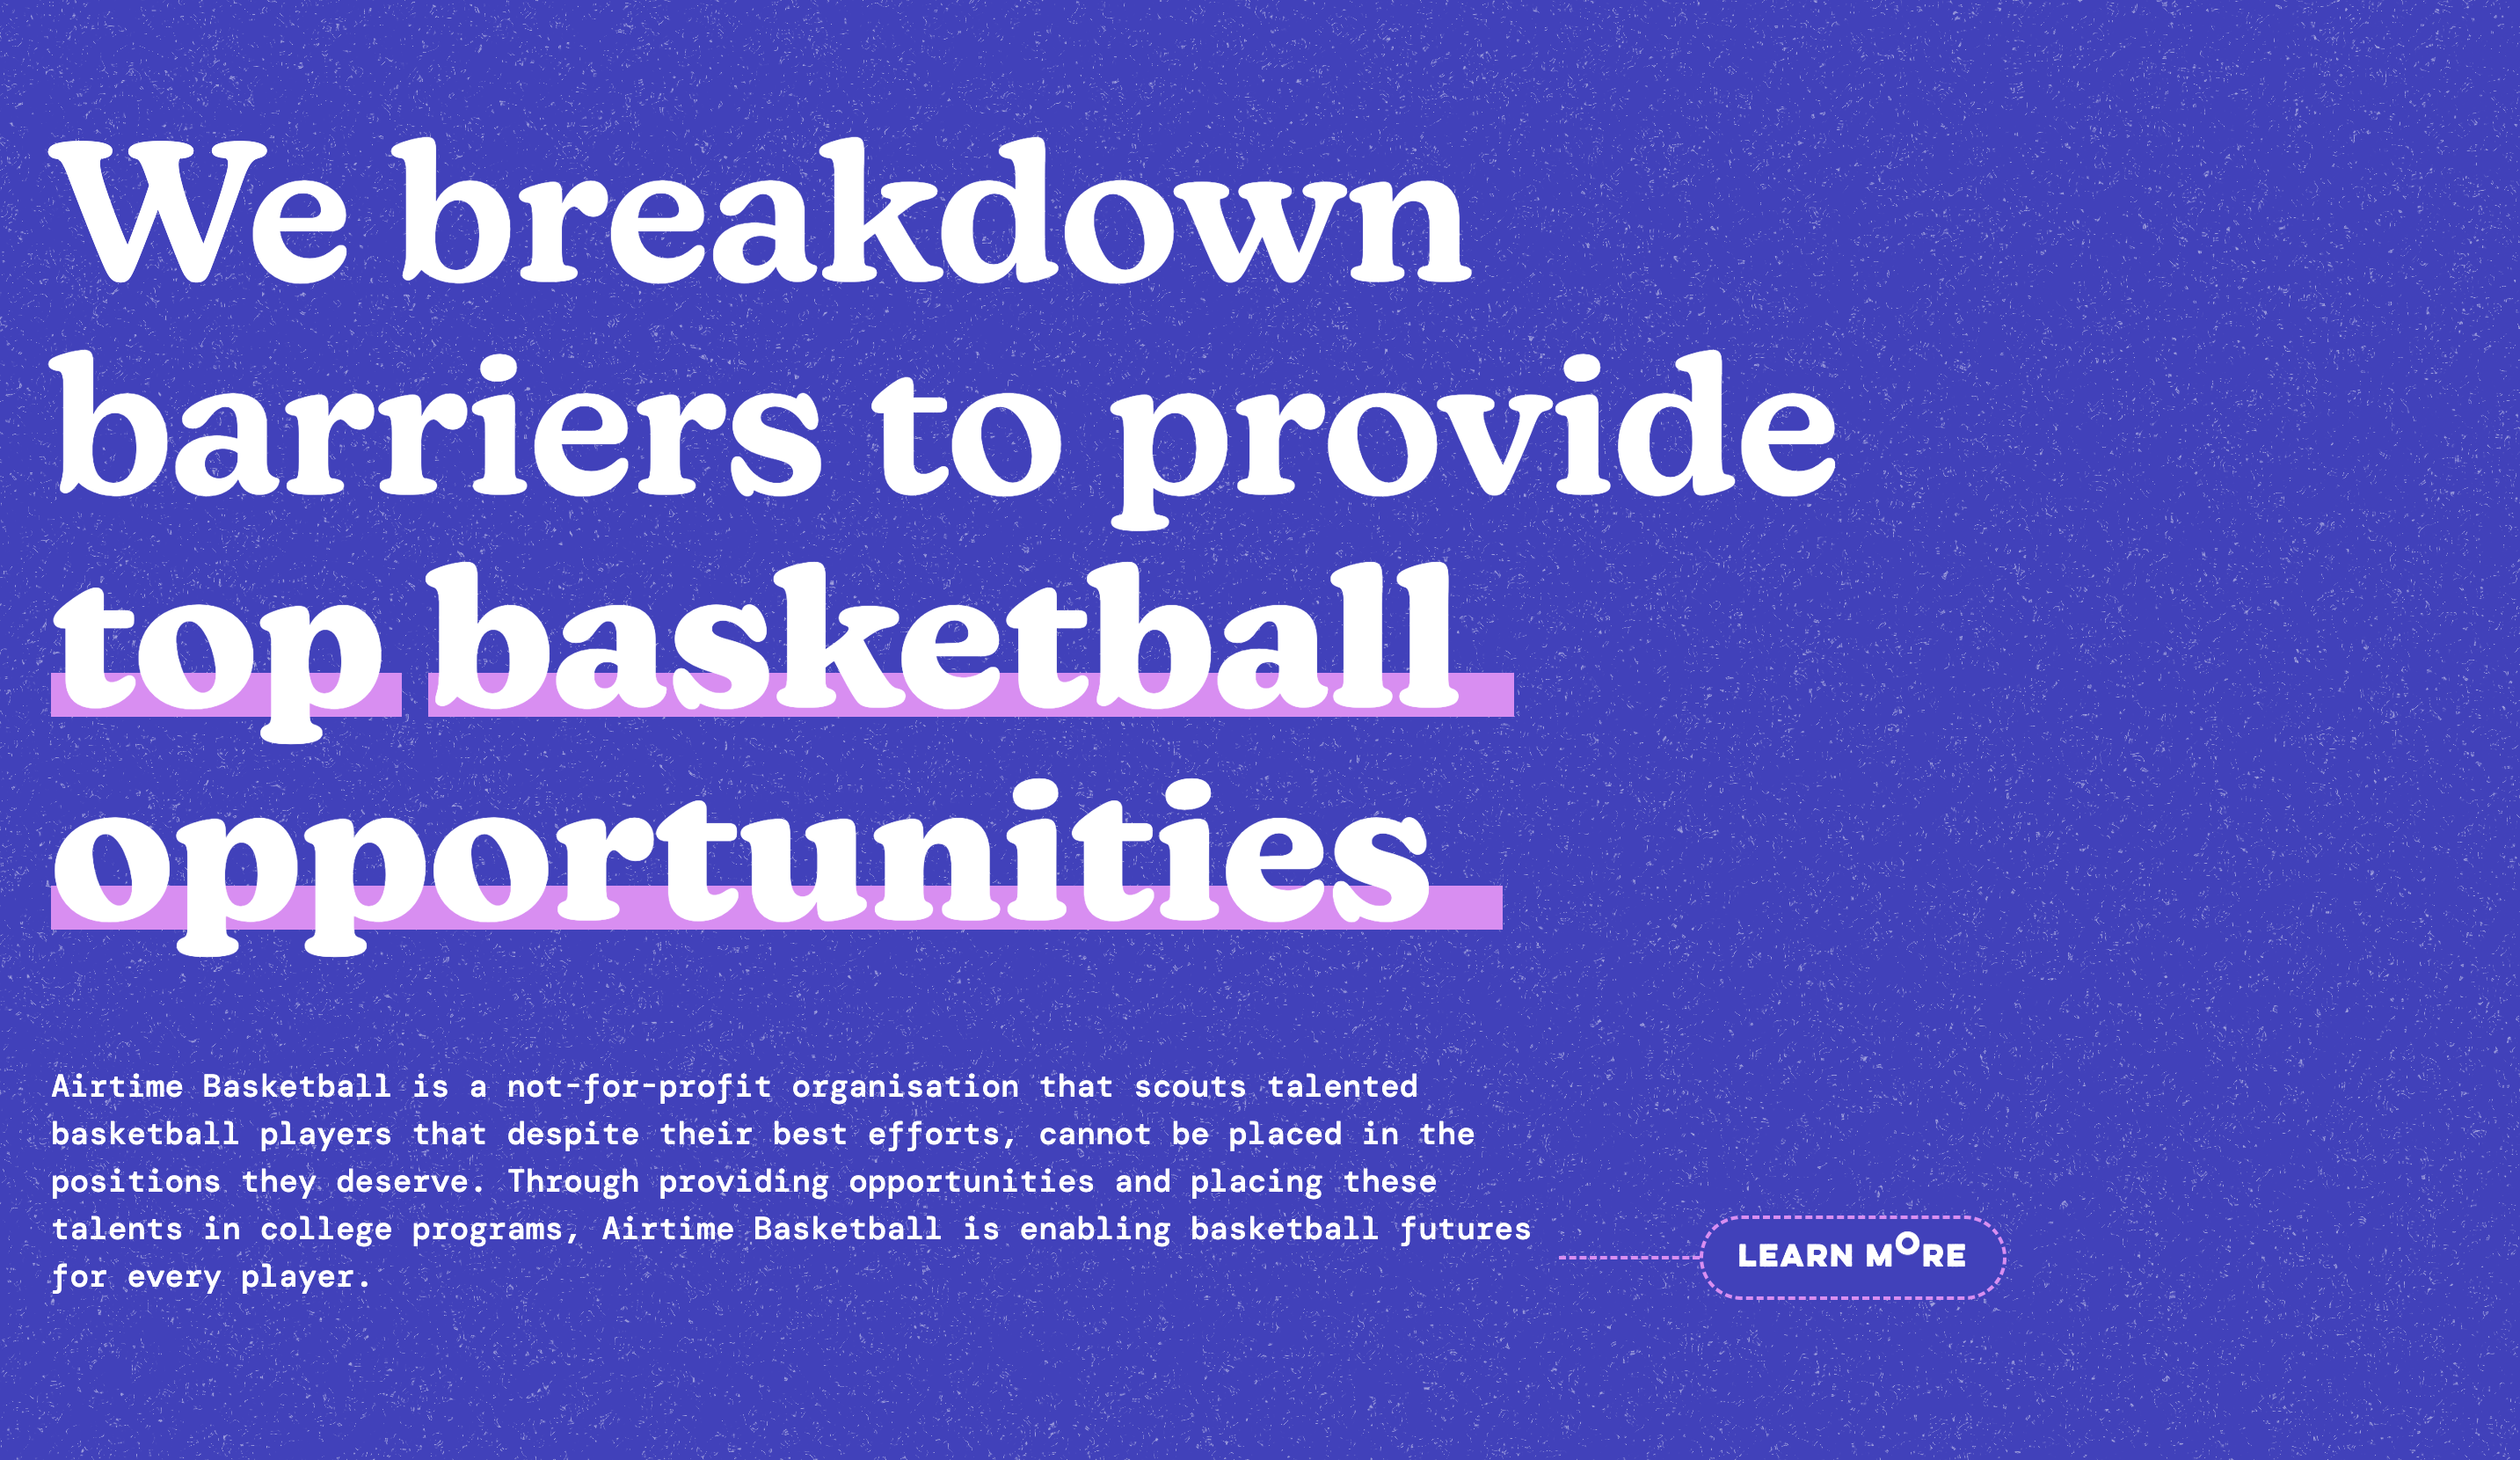 We breakdown
barriers to provide
top basketball
opportunities
Airtime Basketball is a not-for-profit organisation that scouts talented
basketball players that despite their best efforts, cannot be placed in the
positions they deserve. Through providing opportunities and placing these
talents in college programs, Airtime Basketball is enabling basketball futures
for every player.
LEARN MORE